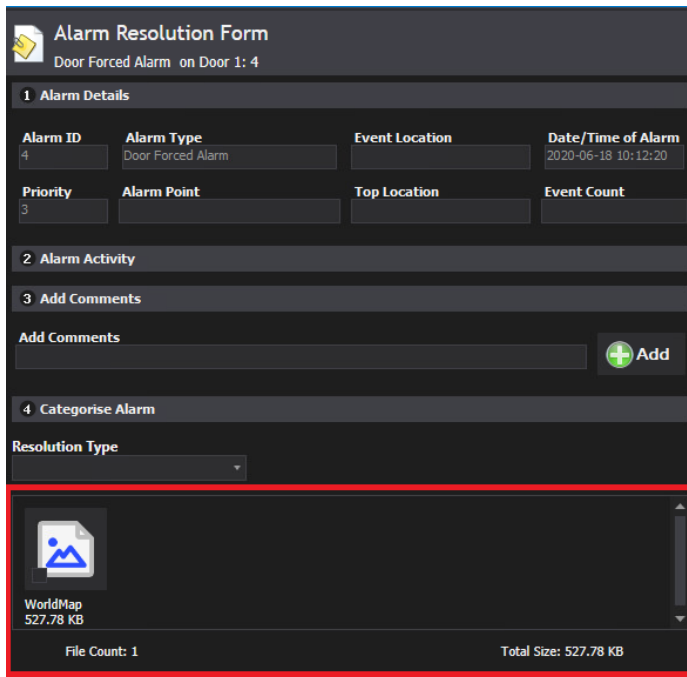 Alarm Resolution Form
Door Forced Alarm on Door 1: 4
1 Alarm Details
Alarm ID Alarm Type Event Location Date/Time of Alarm
4 Door Forced Alarm 2020-06-18 10:12:20
Priority Alarm Point Top Location Event Count
3
2 Alarm Activity
3 Add Comments
Add Comments
Add
4 Categorise Alarm
Resolution Type
WorldMap
527.78 KB
File Count: 1 Total Size: 527.78 KB